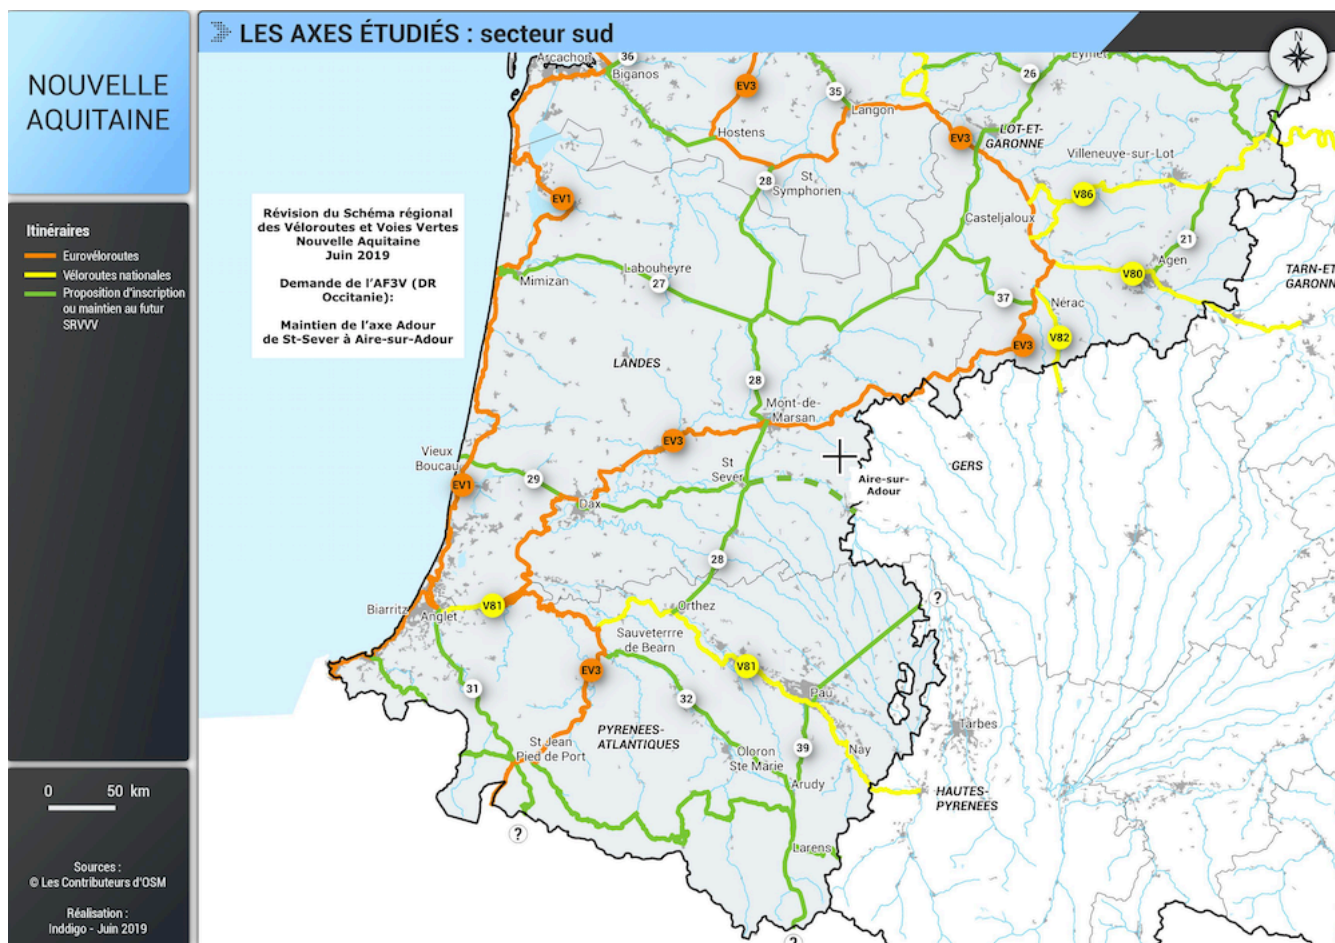 NOUVELLE
AQUITAINE
LES AXES ÉTUDIÉS : secteur sud
Itinéraires
Eurovéloroutes
Véloroutes nationales
Proposition d'inscription
ou maintien au futur
SRVVV
0 50 km
Sources :
© Les Contributeurs d'OSM
Réalisation :
Inddigo - Juin 2019
Révision du Schéma régional
des Véloroutes et Voies Vertes
Nouvelle Aquitaine
Juin 2019
Demande de l'AF3V (DR
Occitanie):
Maintien de l'axe Adour
de St-Sever à Aire-sur-Adour
N
Arcachon
36
Biganos
EV3
35
Langon
26
Eymet
Hostens
EV3
LOT-ET-
GARONNE
Villeneuve-sur-Lot
28
St
Symphorien
V86
EV1
Casteljaloux
21
Agen
Labouheyre
27
Mimizan
V80
TARN-ET
GARONN
37
Nérac
V82
EV3
LANDES
28
Mont-de-
Marsan
EV3
Vieux
Boucau
EV1
29
Dax
St
Sever
GERS
Aire-sur-
Adour
28
Biarritz
Anglet
V81
Orthez
?
Sauveterrre
de Bearn
EV3
V81
31
32
Pau
PYRENEES-
ATLANTIQUES
Tarbes
St Jean
Pied de Port
Oloron
Ste Marie
39
Nay
Arudy
HAUTES-
PYRENEES
?
Larens
?